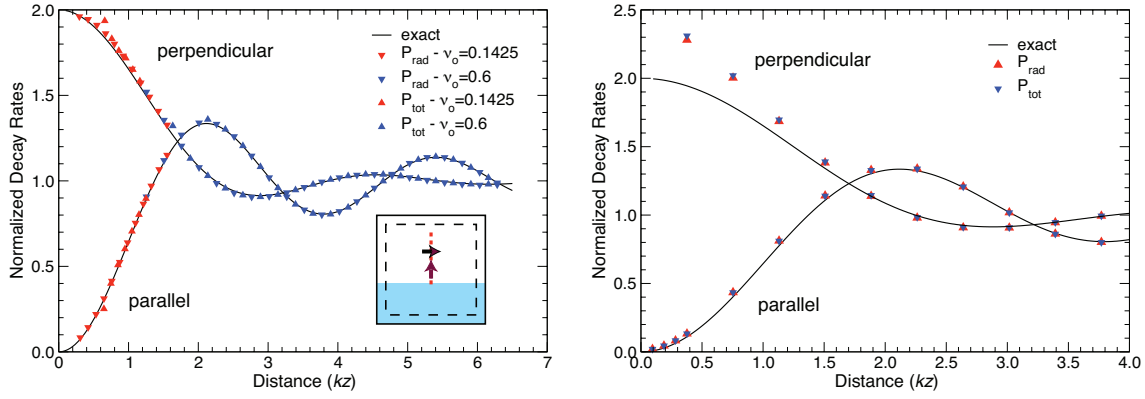 2.0
1.5
1.0
0.5
0.0
Normalized Decay Rates
perpendicular
parallel
exact
P_rad - ν_o=0.1425
P_rad - ν_o=0.6
P_tot - ν_o=0.1425
P_tot - ν_o=0.6
0 1 2 3 4 5 6 7
Distance (kz)
2.5
2.0
1.5
1.0
0.5
0.0
Normalized Decay Rates
perpendicular
parallel
exact
P_rad
P_tot
0.0 0.5 1.0 1.5 2.0 2.5 3.0 3.5 4.0
Distance (kz)